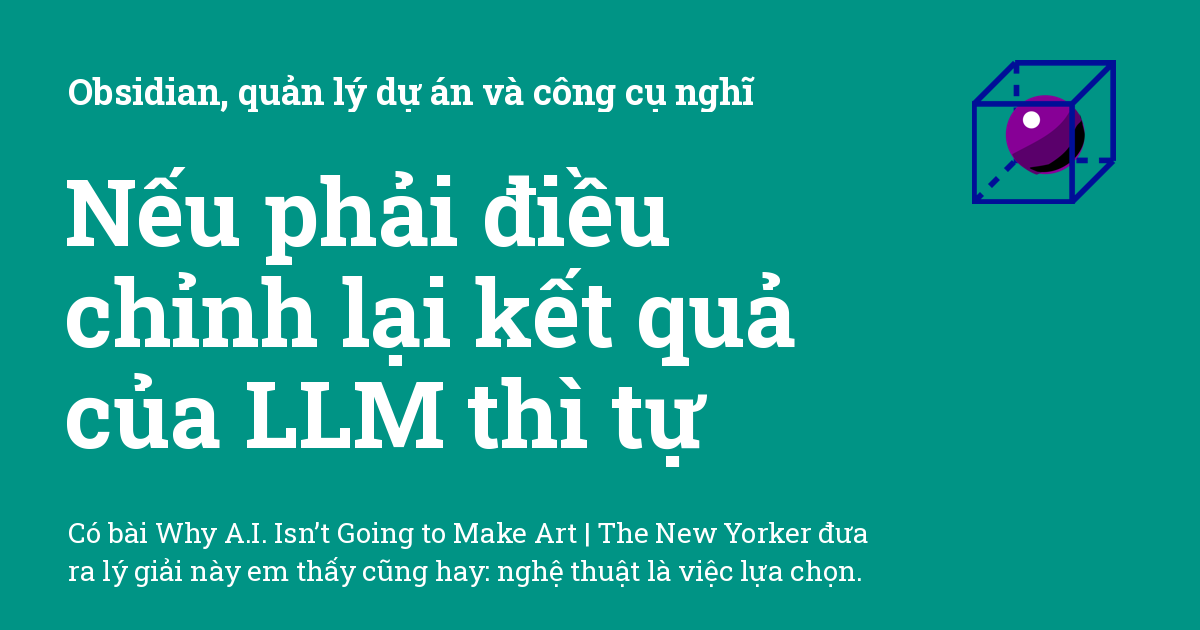 Obsidian, quản lý dự án và công cụ nghĩ
Nếu phải điều
chỉnh lại kết quả
của LLM thì tự
Có bài Why A.I. Isn’t Going to Make Art | The New Yorker đưa
ra lý giải này em thấy cũng hay: nghệ thuật là việc lựa chọn.